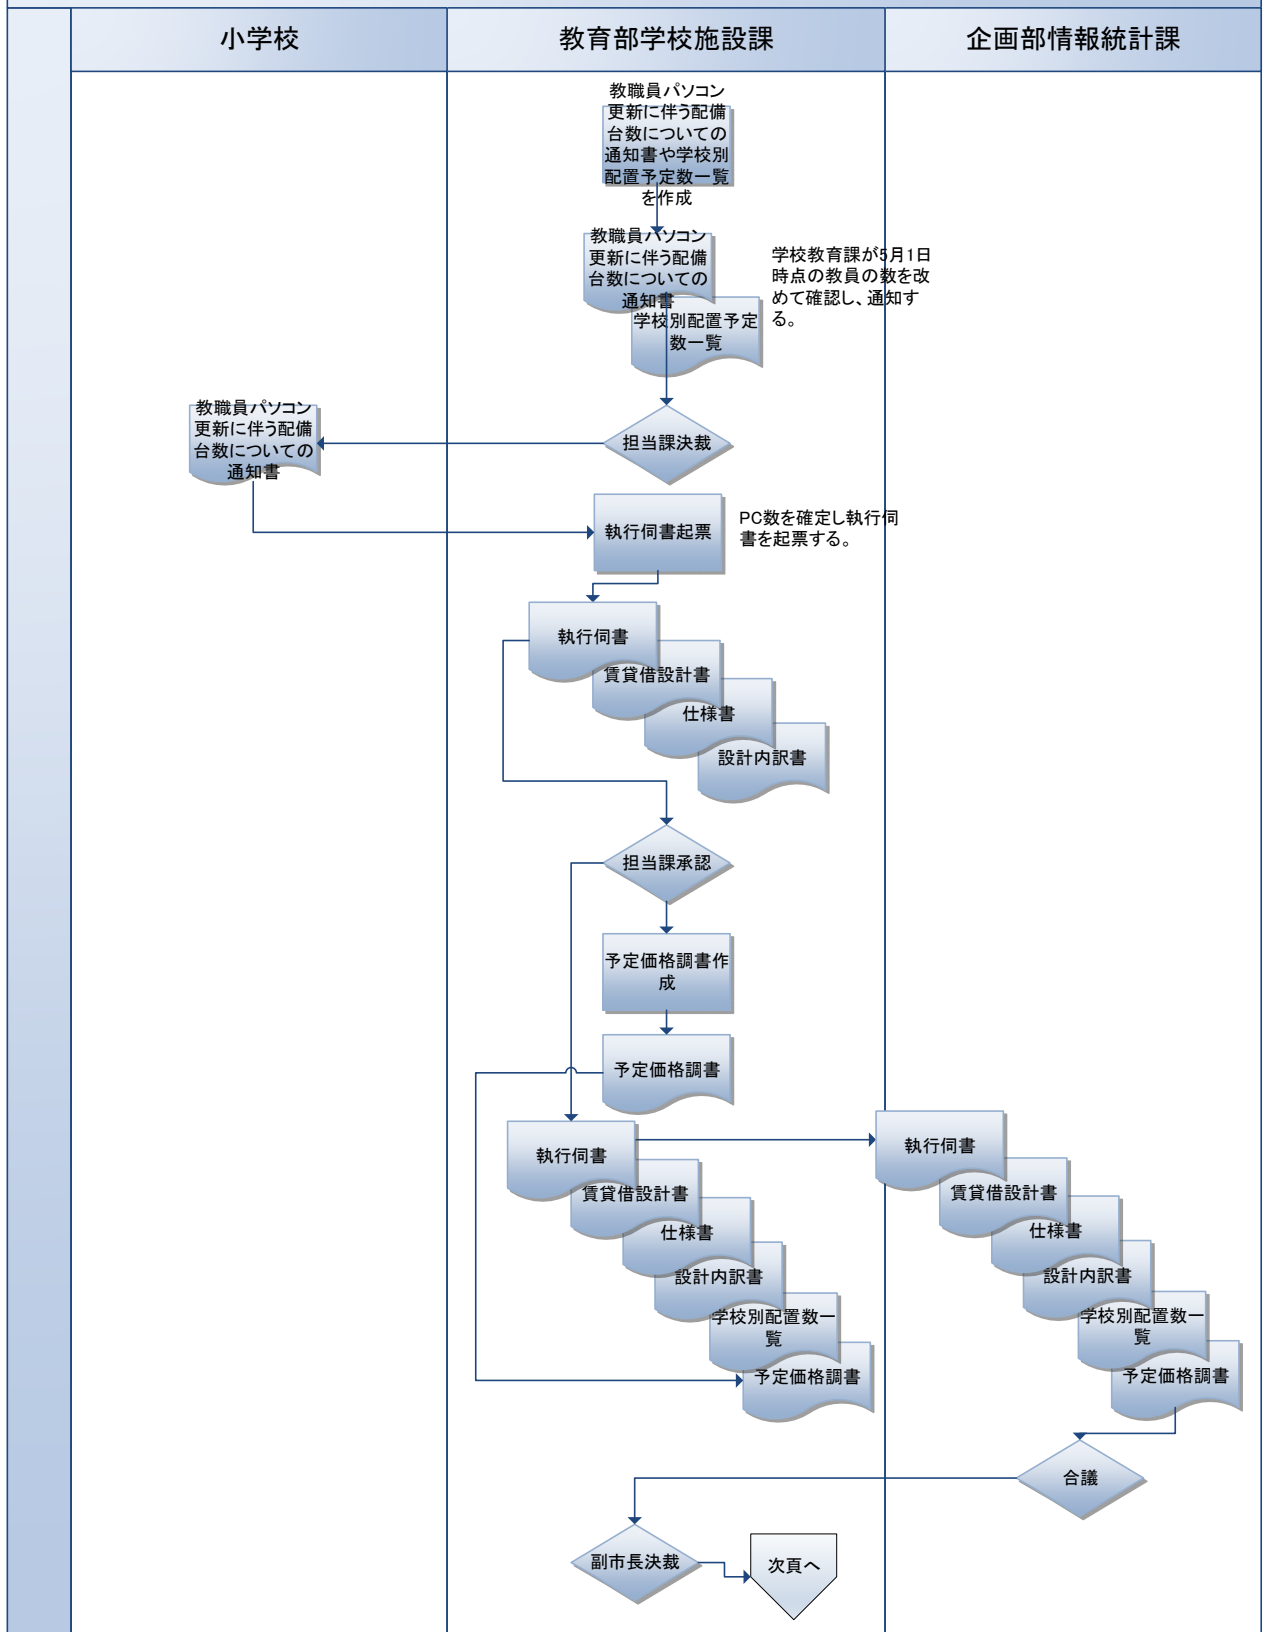 小学校
教育部学校施設課
企画部情報統計課
教職員パソコン
更新に伴う配備
台数についての
通知書や学校別
配置予定数一覧
を作成
教職員パソコン
更新に伴う配備
台数についての
通知書
学校別配置予定
数一覧
学校教育課が5月1日
時点の教員の数を改
めて確認し、通知す
る。
教職員パソコン
更新に伴う配備
台数についての
通知書
担当課決裁
執行伺書起票
PC数を確定し執行伺
書を起票する。
執行伺書
賃貸借設計書
仕様書
設計内訳書
担当課承認
予定価格調書作
成
予定価格調書
執行伺書
賃貸借設計書
仕様書
設計内訳書
学校別配置数一
覧
予定価格調書
執行伺書
賃貸借設計書
仕様書
設計内訳書
学校別配置数一
覧
予定価格調書
合議
副市長決裁
次頁へ